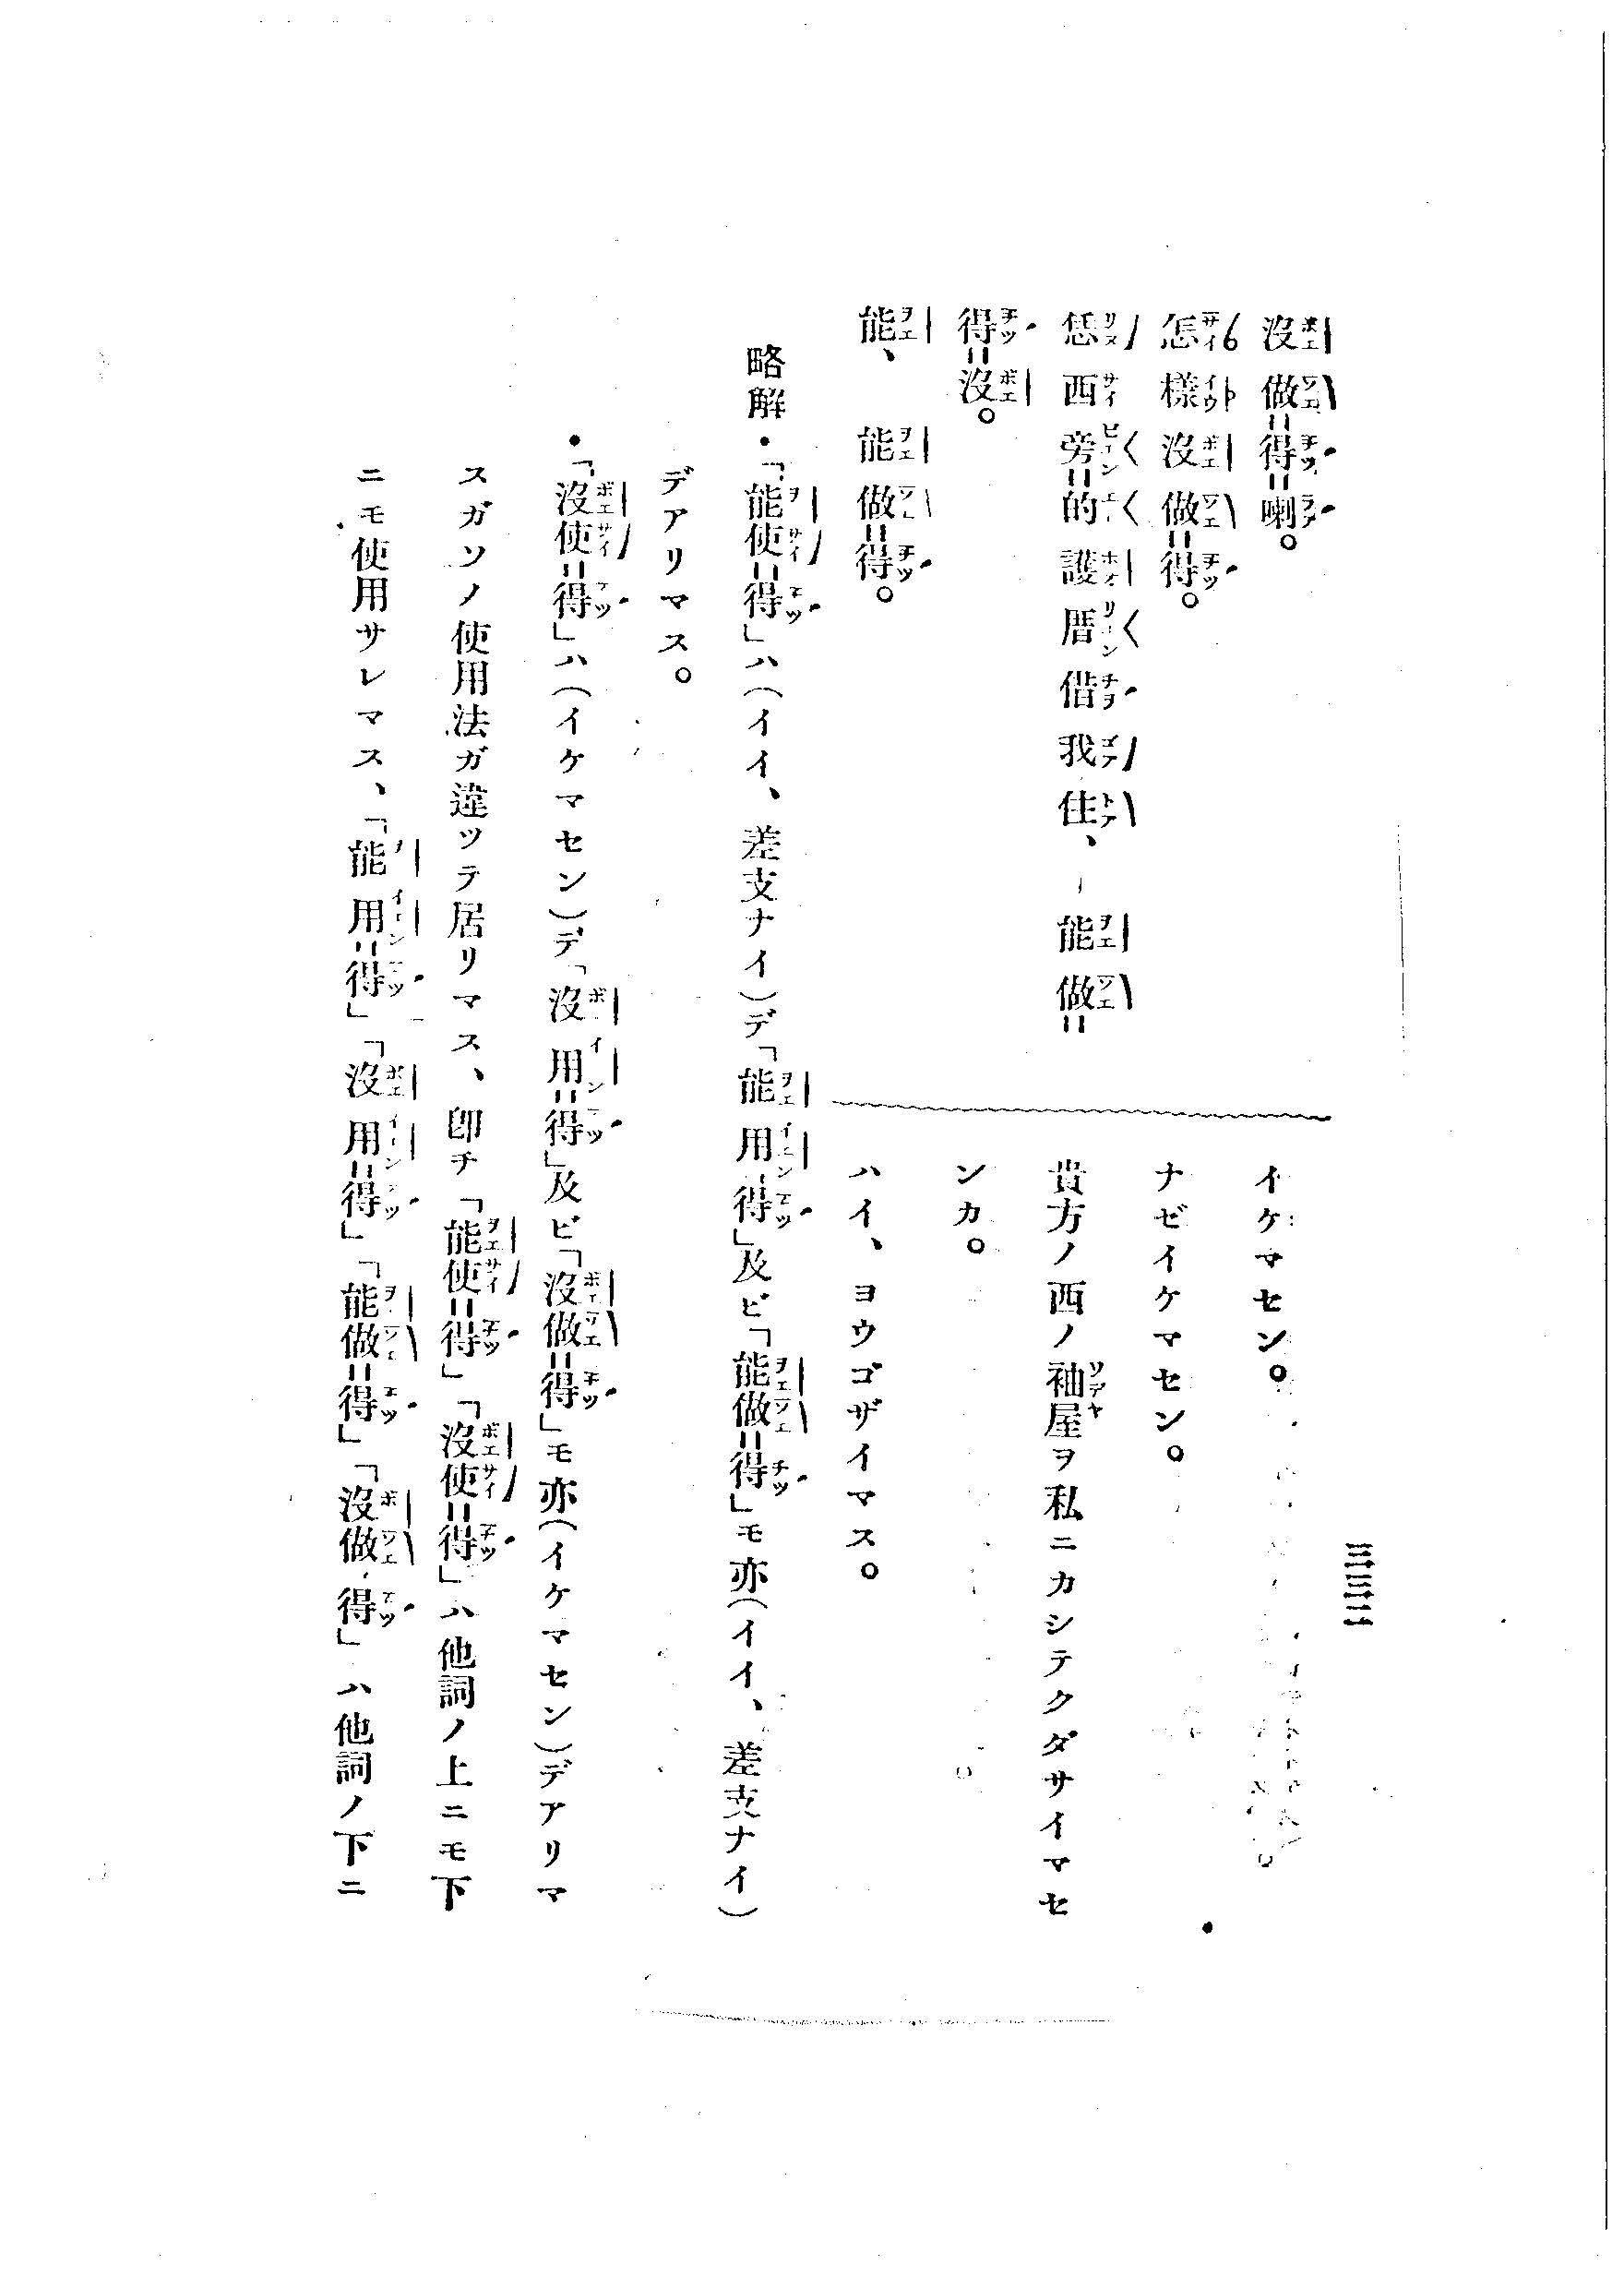 三三二
沒做=得=喇。
怎樣沒做=得。
恁西旁=的護厝借我住、能做=
得=沒。
能、能做=得。
イケマセン。
ナゼイケマセン。
貴方ノ西ノ袖屋ヲ私ニカシテクダサイマセ
ンカ。
ハイ、ヨウゴザイマス。
略解・「能使=得」ハ(イイ、差支ナイ)デ「能用=得」及ビ「能做=得」モ亦(イイ、差支ナイ)
デアリマス。
・「沒使=得」ハ(イケマセン)デ「沒用=得」及ビ「沒做=得」モ亦(イケマセン)デアリマ
スガソノ使用法ガ違ツテ居リマス、卽チ「能使=得」「沒使=得」ハ他詞ノ上ニモ下
ニモ使用サレマス、「能用=得」「沒用=得」「能做=得」「沒做=得」ハ他詞ノ下ニ